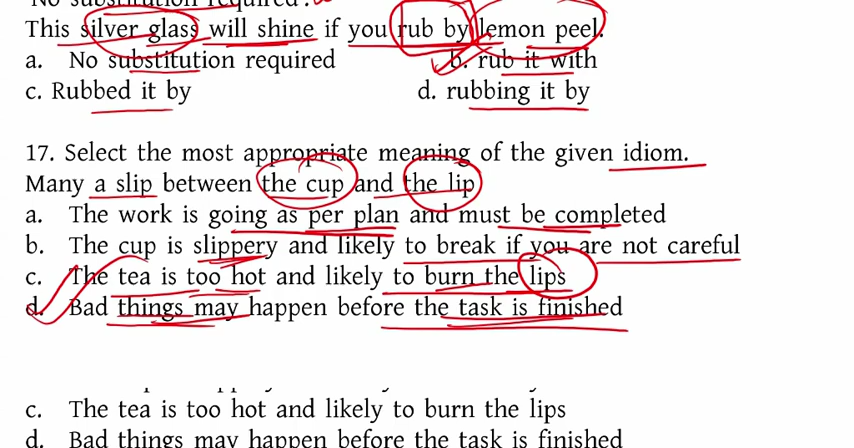 No substitution required.
This silver glass will shine if you rub by lemon peel.
a. No substitution required b. rub it with
c. Rubbed it by d. rubbing it by
17. Select the most appropriate meaning of the given idiom.
Many a slip between the cup and the lip
a. The work is going as per plan and must be completed
b. The cup is slippery and likely to break if you are not careful
c. The tea is too hot and likely to burn the lips
d. Bad things may happen before the task is finished
c. The tea is too hot and likely to burn the lips
d. Bad things may happen before the task is finished